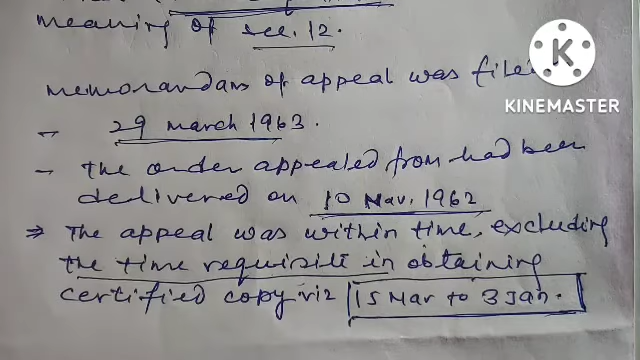 meaning of sec. 12.
Memorandam of appeal was filed
- 29 march 1963.
- The order appealed from had been
delivered on 10 Nov. 1962
⇒ The appeal was within time, excluding
the time requisite in obtaining
certified copy viz 15 Nov to 3 Jan.
K
KINEMASTER